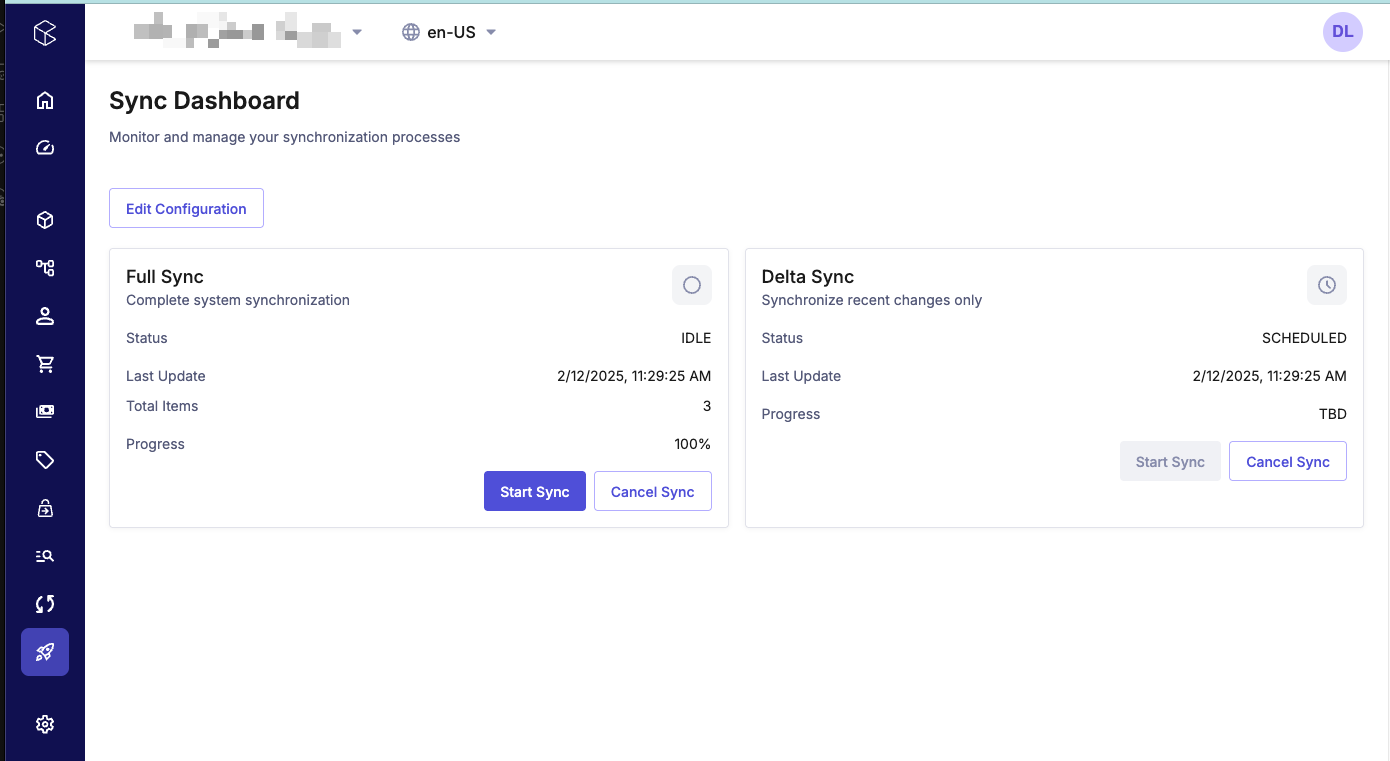 en-US
DL
Sync Dashboard
Monitor and manage your synchronization processes
Edit Configuration
Full Sync
Complete system synchronization
Status IDLE
Last Update 2/12/2025, 11:29:25 AM
Total Items 3
Progress 100%
Start Sync Cancel Sync
Delta Sync
Synchronize recent changes only
Status SCHEDULED
Last Update 2/12/2025, 11:29:25 AM
Progress TBD
Start Sync Cancel Sync